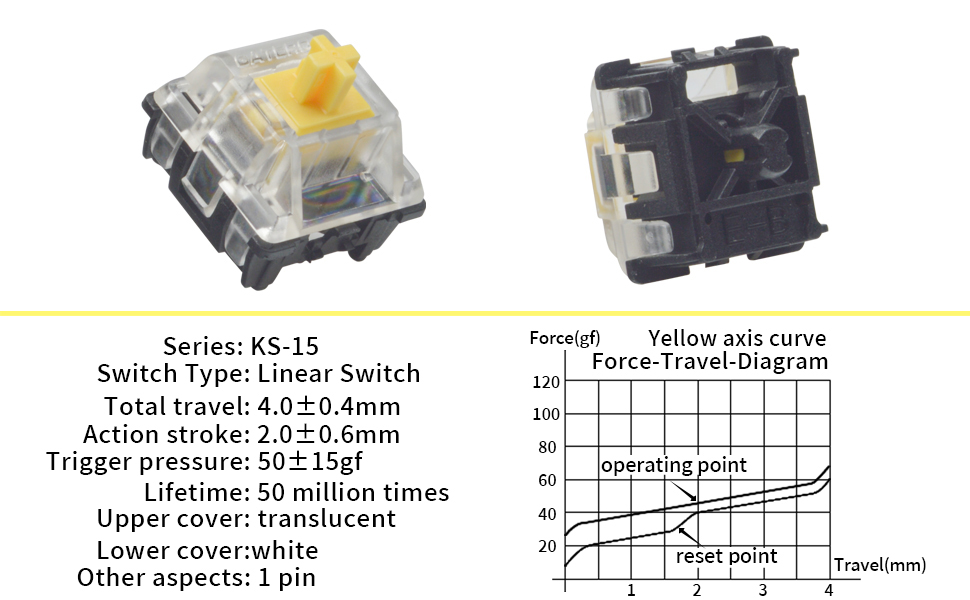 GATERON
Series: KS-15
Switch Type: Linear Switch
Total travel: 4.0±0.4mm
Action stroke: 2.0±0.6mm
Trigger pressure: 50±15gf
Lifetime: 50 million times
Upper cover: translucent
Lower cover:white
Other aspects: 1 pin
Force(gf)
Yellow axis curve
Force-Travel-Diagram
120
100
80
60
40
20
operating point
reset point
1
2
3
4
Travel(mm)